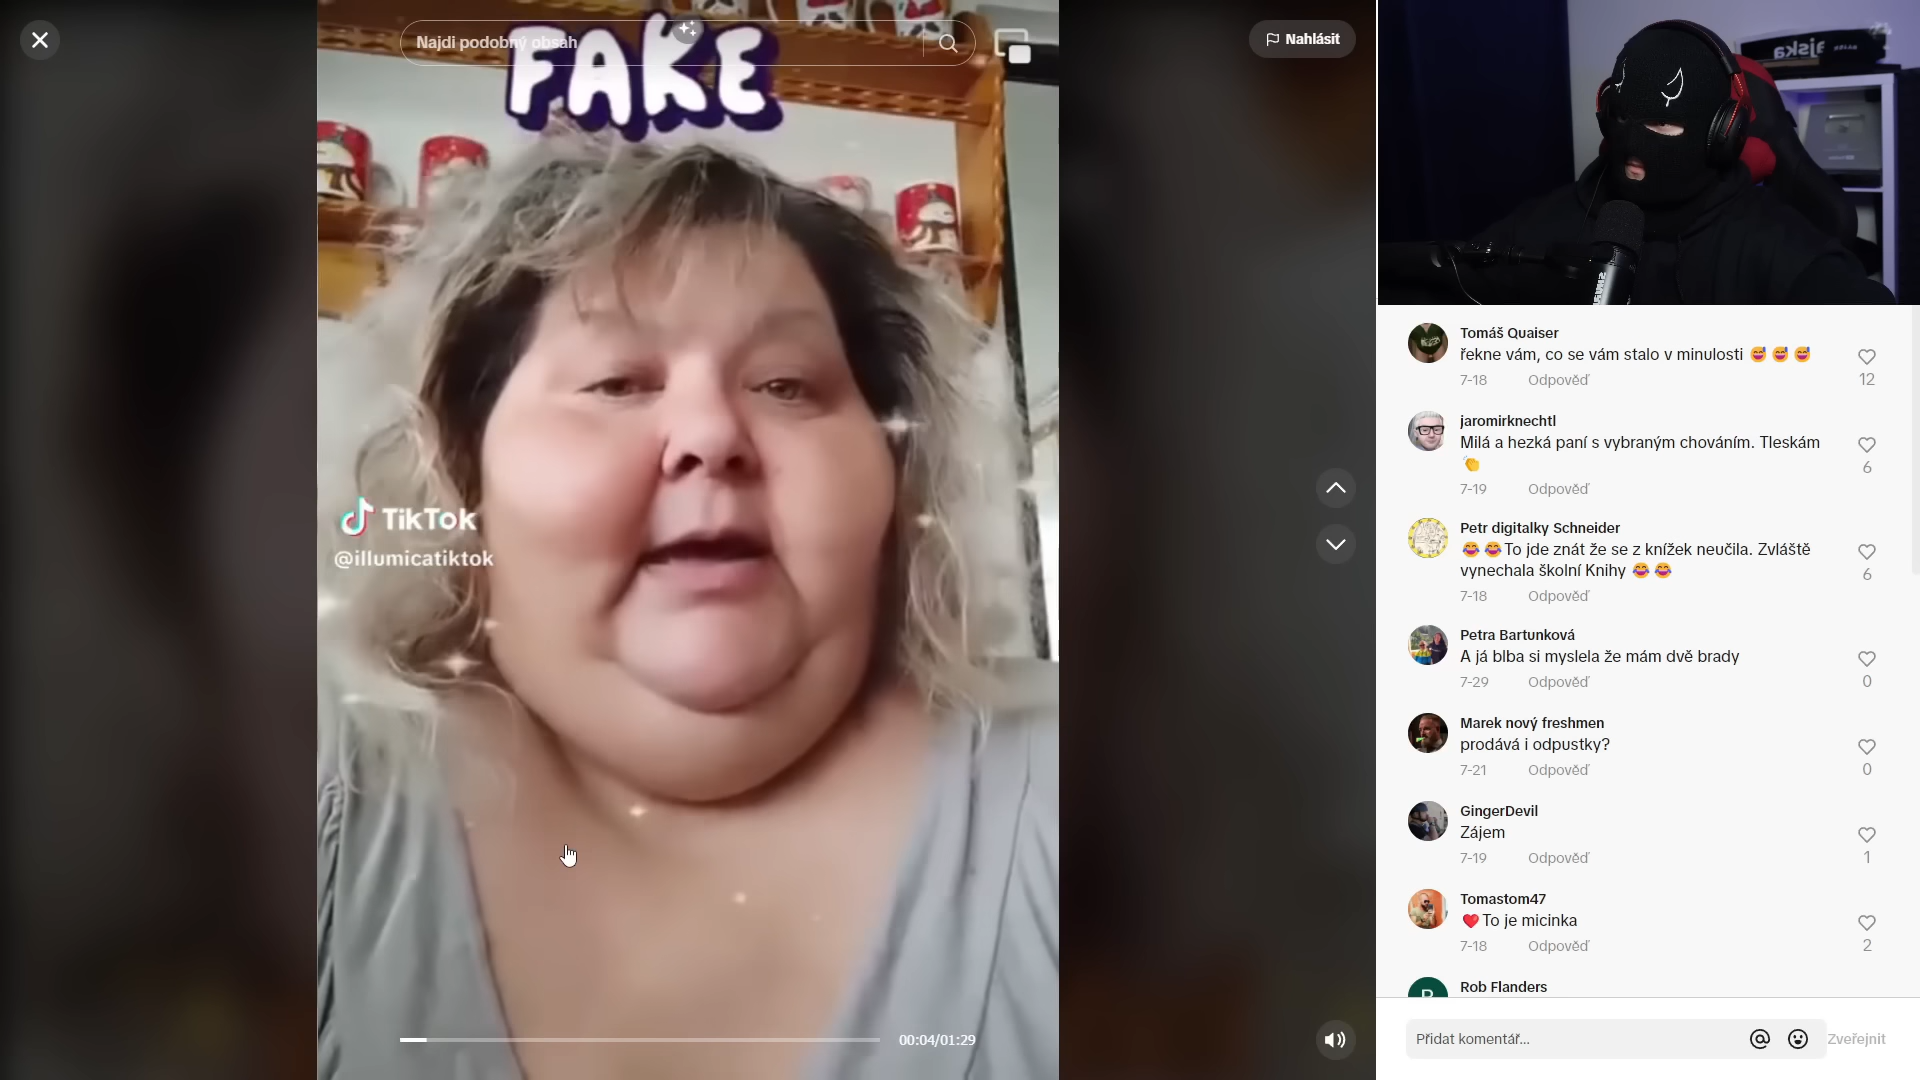 Najdi podobný obsah
Nahlásit
FAKE
TikTok
@illumicatiktok
00:04/01:29
Tomáš Quaiser
řekne vám, co se vám stalo v minulosti 😅 😅 😅
7-18 Odpověď
12
jaromirknechtl
Milá a hezká paní s vybraným chováním. Tleskám
👏
7-19 Odpověď
6
Petr digitalky Schneider
😂 😂 To jde znát že se z knížek neučila. Zvláště
vynechala školní Knihy 😂 😂
7-18 Odpověď
6
Petra Bartunková
A já blba si myslela že mám dvě brady
7-29 Odpověď
0
Marek nový freshmen
prodává i odpustky?
7-21 Odpověď
0
GingerDevil
Zájem
7-19 Odpověď
1
Tomastom47
❤️ To je micinka
7-18 Odpověď
2
Rob Flanders
Přidat komentář...
Zveřejnit